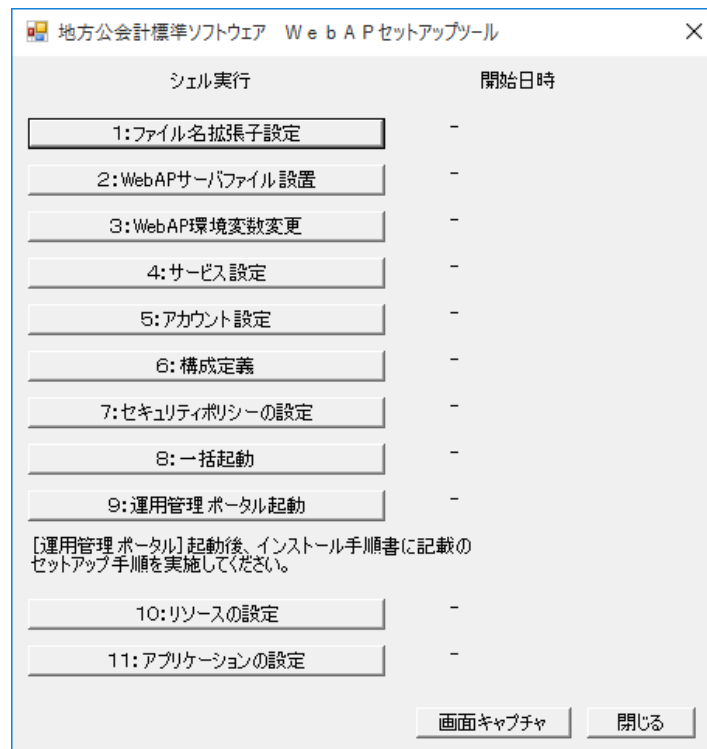 地方公会計標準ソフトウェア　ＷｅｂＡＰセットアップツール
シェル実行 開始日時
1:ファイル名拡張子設定 -
2:WebAPサーバファイル設置 -
3:WebAP環境変数変更 -
4:サービス設定 -
5:アカウント設定 -
6:構成定義 -
7:セキュリティポリシーの設定 -
8:一括起動 -
9:運用管理ポータル起動 -
[運用管理ポータル]起動後、インストール手順書に記載の
セットアップ手順を実施してください。
10:リソースの設定 -
11:アプリケーションの設定 -
画面キャプチャ 閉じる